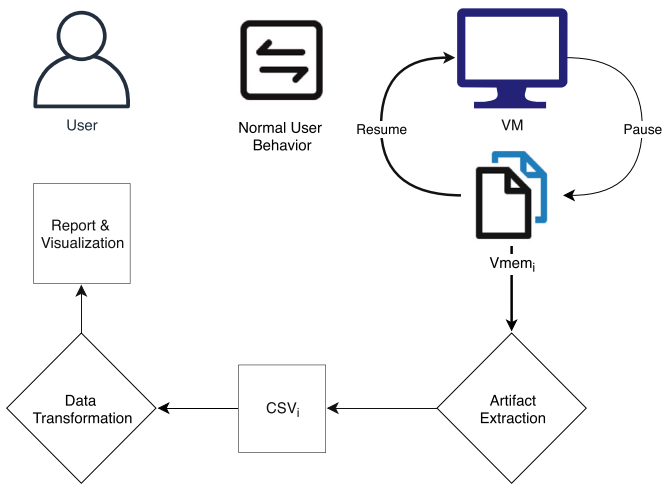 User
Normal User
Behavior
VM
Resume
Pause
Vmemi
Report &
Visualization
Data
Transformation
CSVi
Artifact
Extraction